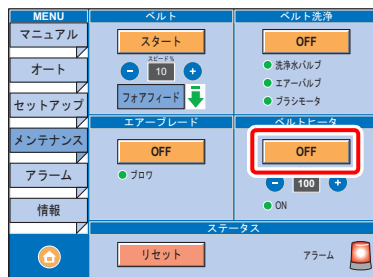 MENU
マニュアル
オート
セットアップ
メンテナンス
アラーム
情報
ベルト
スタート
スピード%
10
フォアフィード
ベルト洗浄
OFF
洗浄水バルブ
エアーバルブ
ブラシモータ
エアーブレード
OFF
ブロワ
ベルトヒータ
OFF
100
ON
ステータス
リセット
アラーム